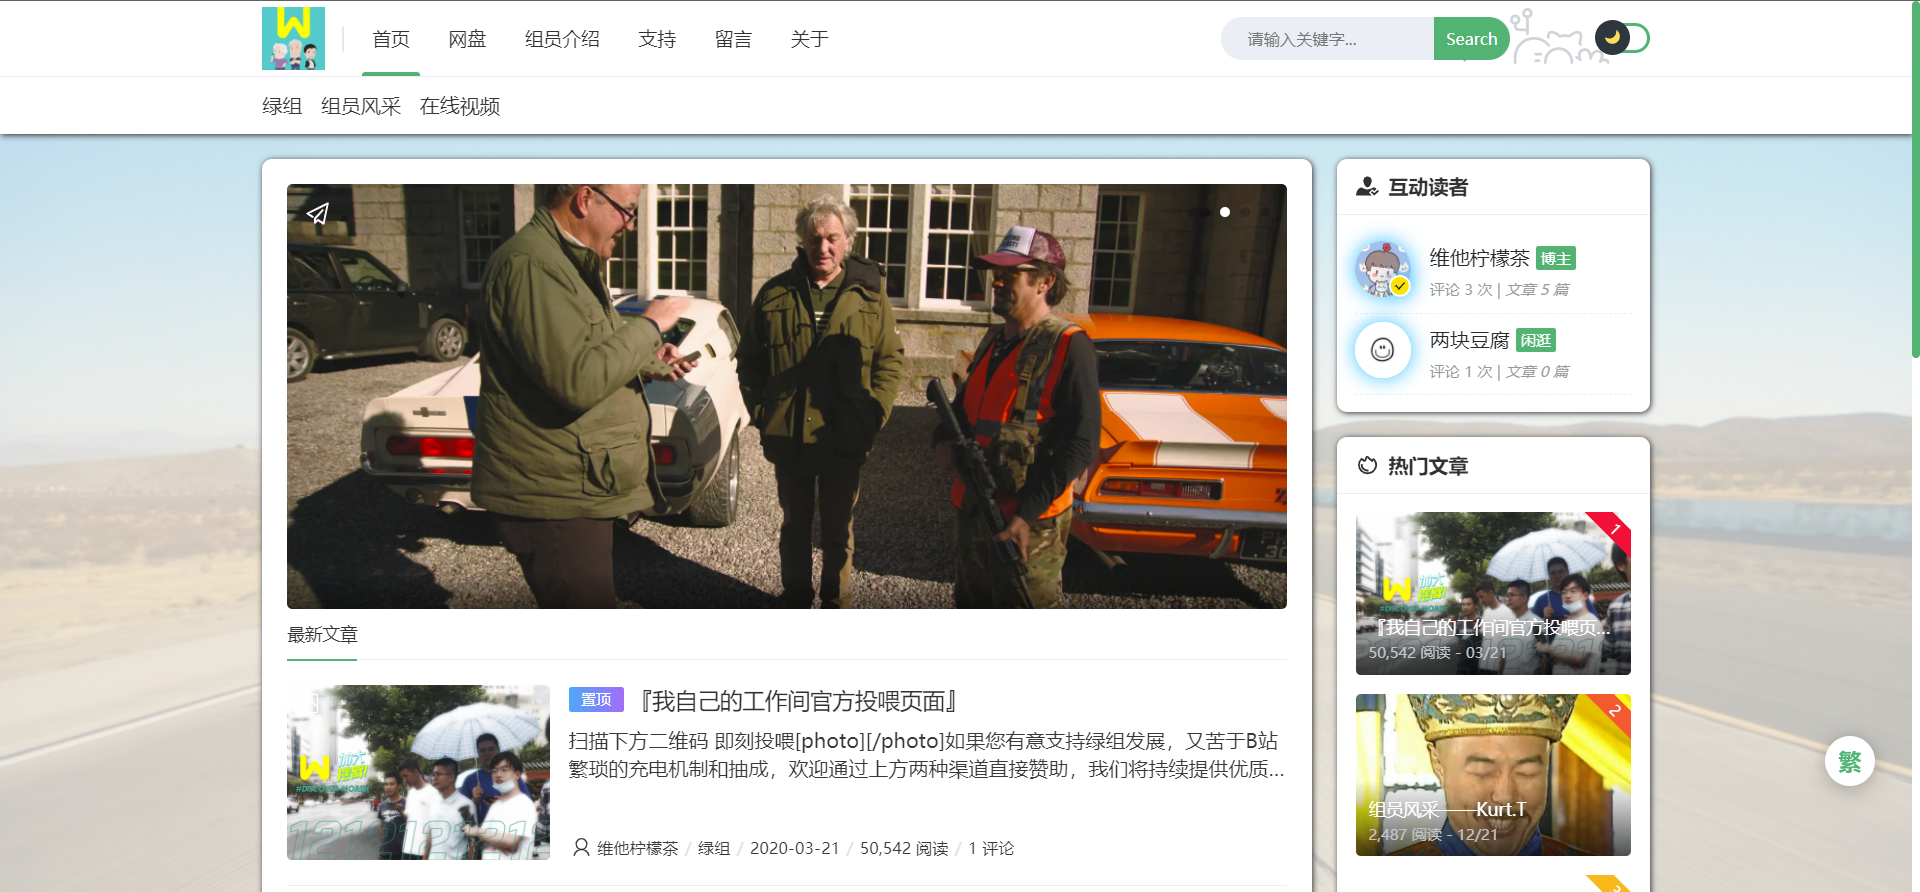 W
首页 网盘 组员介绍 支持 留言 关于
请输入关键字... Search
绿组 组员风采 在线视频
互动读者
维他柠檬茶 博主
评论 3 次 | 文章 5 篇
两块豆腐 闲逛
评论 1 次 | 文章 0 篇
热门文章
1
W 加大
搜索!
#DISCOVER MORE!
『我自己的工作间官方投喂页...
50,542 阅读 - 03/21
2
组员风采——Kurt.T
2,487 阅读 - 12/21
3
最新文章
置顶 『我自己的工作间官方投喂页面』
扫描下方二维码 即刻投喂[photo][/photo]如果您有意支持绿组发展，又苦于B站
繁琐的充电机制和抽成，欢迎通过上方两种渠道直接赞助，我们将持续提供优质...
维他柠檬茶 / 绿组 / 2020-03-21 / 50,542 阅读 / 1 评论
繁